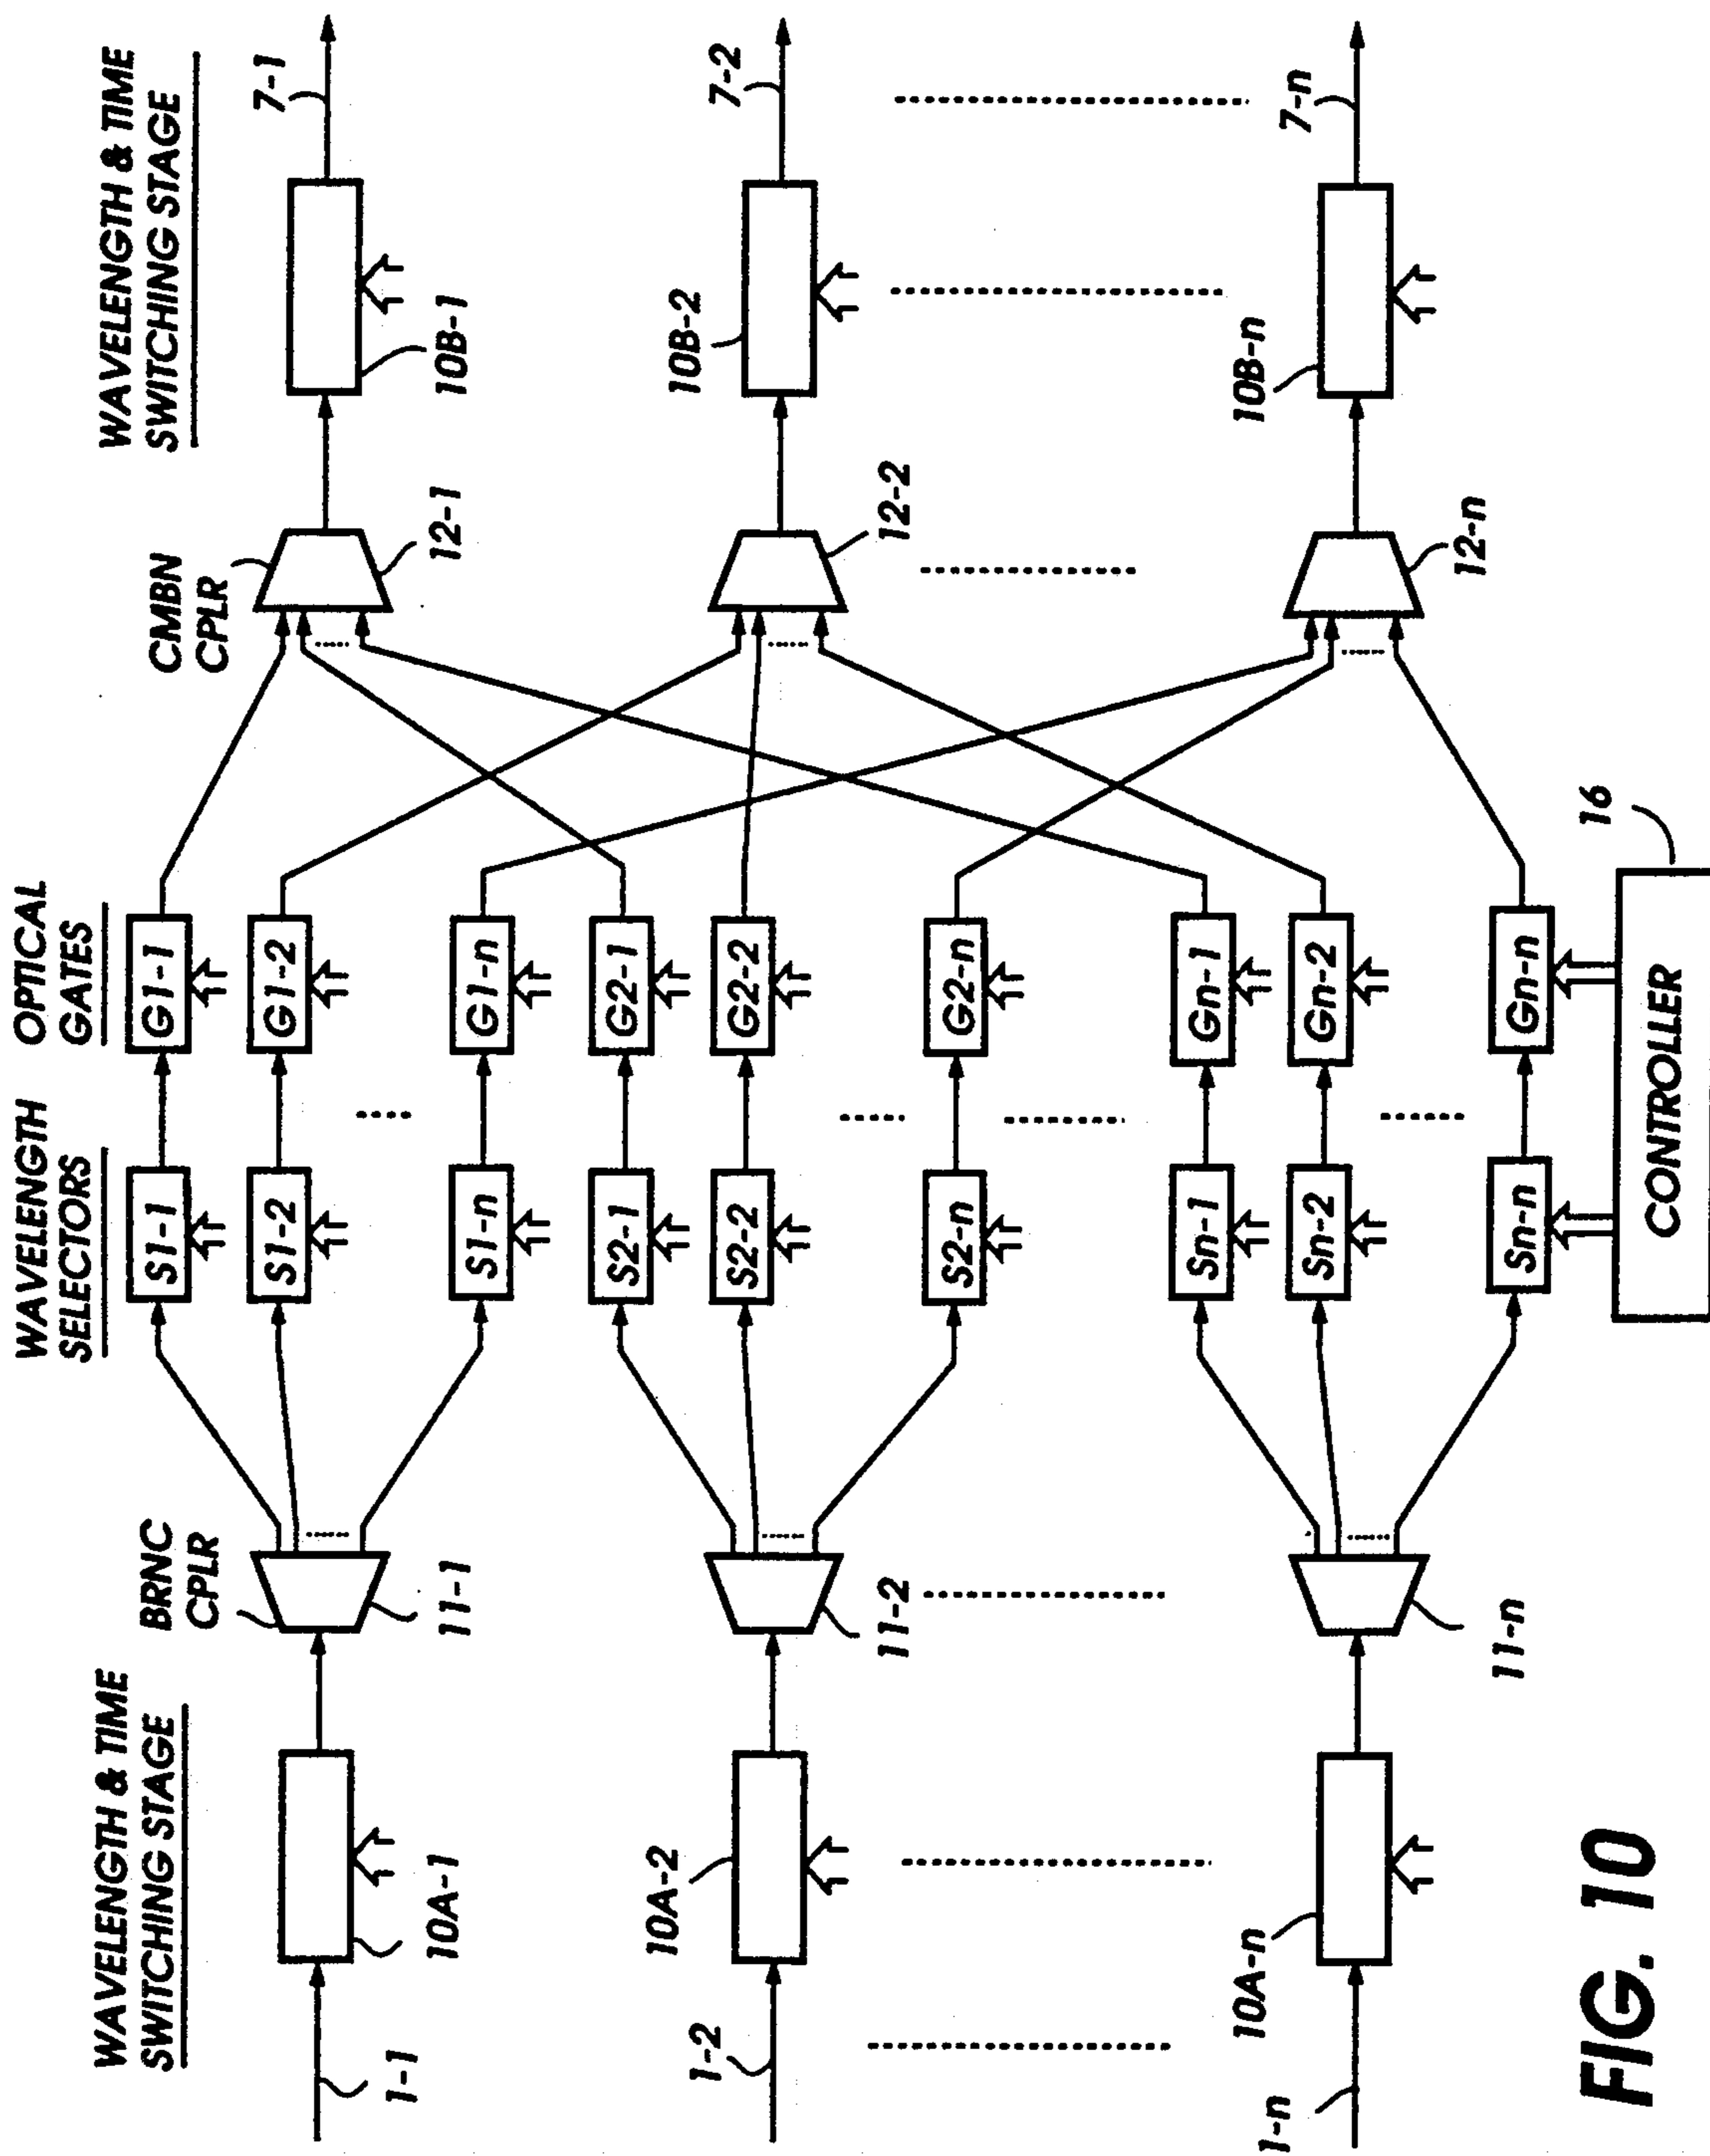 WAVELENGTH & TIME
SWITCHING STAGE
BRNC
CPLR
WAVELENGTH
SELECTORS
OPTICAL
GATES
CMBN
CPLR
WAVELENGTH & TIME
SWITCHING STAGE
1-1
10A-1
11-1
S1-1
G1-1
S1-2
G1-2
S1-n
G1-n
12-1
10B-1
7-1
1-2
10A-2
11-2
S2-1
G2-1
S2-2
G2-2
S2-n
G2-n
12-2
10B-2
7-2
1-n
10A-n
11-n
Sn-1
Gn-1
Sn-2
Gn-2
Sn-n
Gn-n
12-n
10B-n
7-n
CONTROLLER
16
FIG. 10